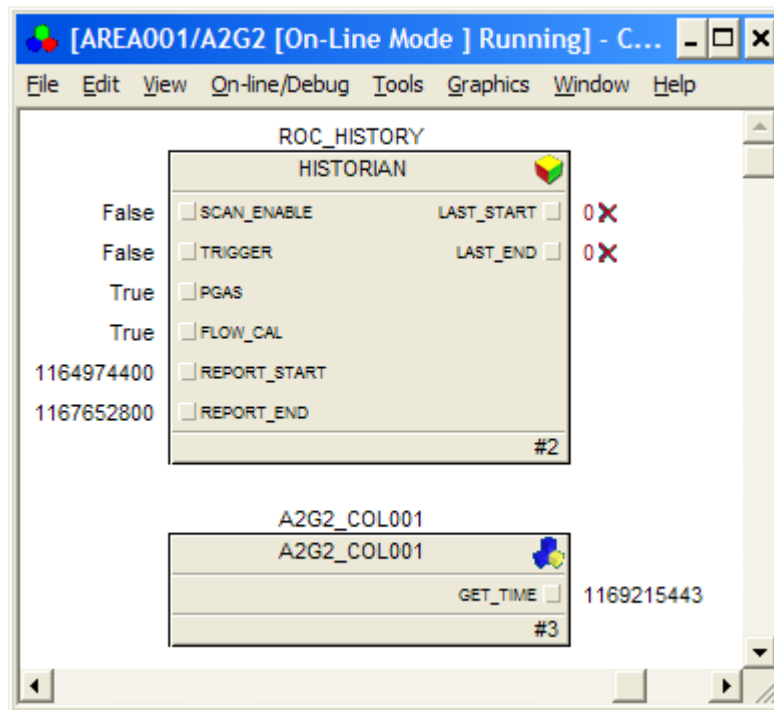 [AREA001/A2G2 [On-Line Mode ] Running] - C...
File Edit View On-line/Debug Tools Graphics Window Help
ROC_HISTORY
HISTORIAN
False SCAN_ENABLE LAST_START 0
False TRIGGER LAST_END 0
True PGAS
True FLOW_CAL
1164974400 REPORT_START
1167652800 REPORT_END
#2
A2G2_COL001
A2G2_COL001
GET_TIME 1169215443
#3